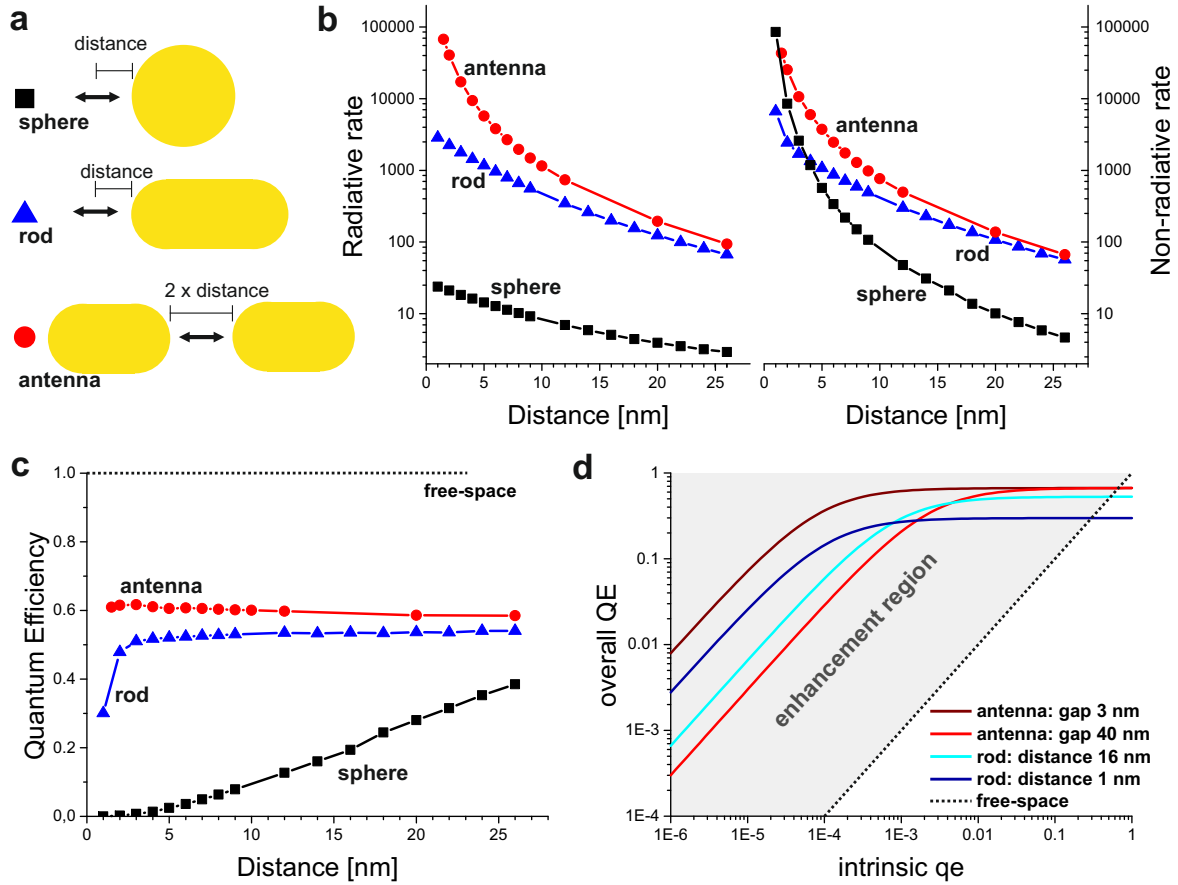 a
distance
sphere
distance
rod
2 x distance
antenna
b
Radiative rate
100000
10000
1000
100
10
antenna
rod
sphere
0 5 10 15 20 25
Distance [nm]
antenna
rod
sphere
0 5 10 15 20 25
Distance [nm]
100000
10000
1000
100
10
Non-radiative rate
c
Quantum Efficiency
1.0
0.8
0.6
0.4
0.2
0,0
free-space
antenna
rod
sphere
0 5 10 15 20 25
Distance [nm]
d
overall QE
1
0.1
0.01
1E-3
1E-4
enhancement region
antenna: gap 3 nm
antenna: gap 40 nm
rod: distance 16 nm
rod: distance 1 nm
free-space
1E-6 1E-5 1E-4 1E-3 0.01 0.1 1
intrinsic qe